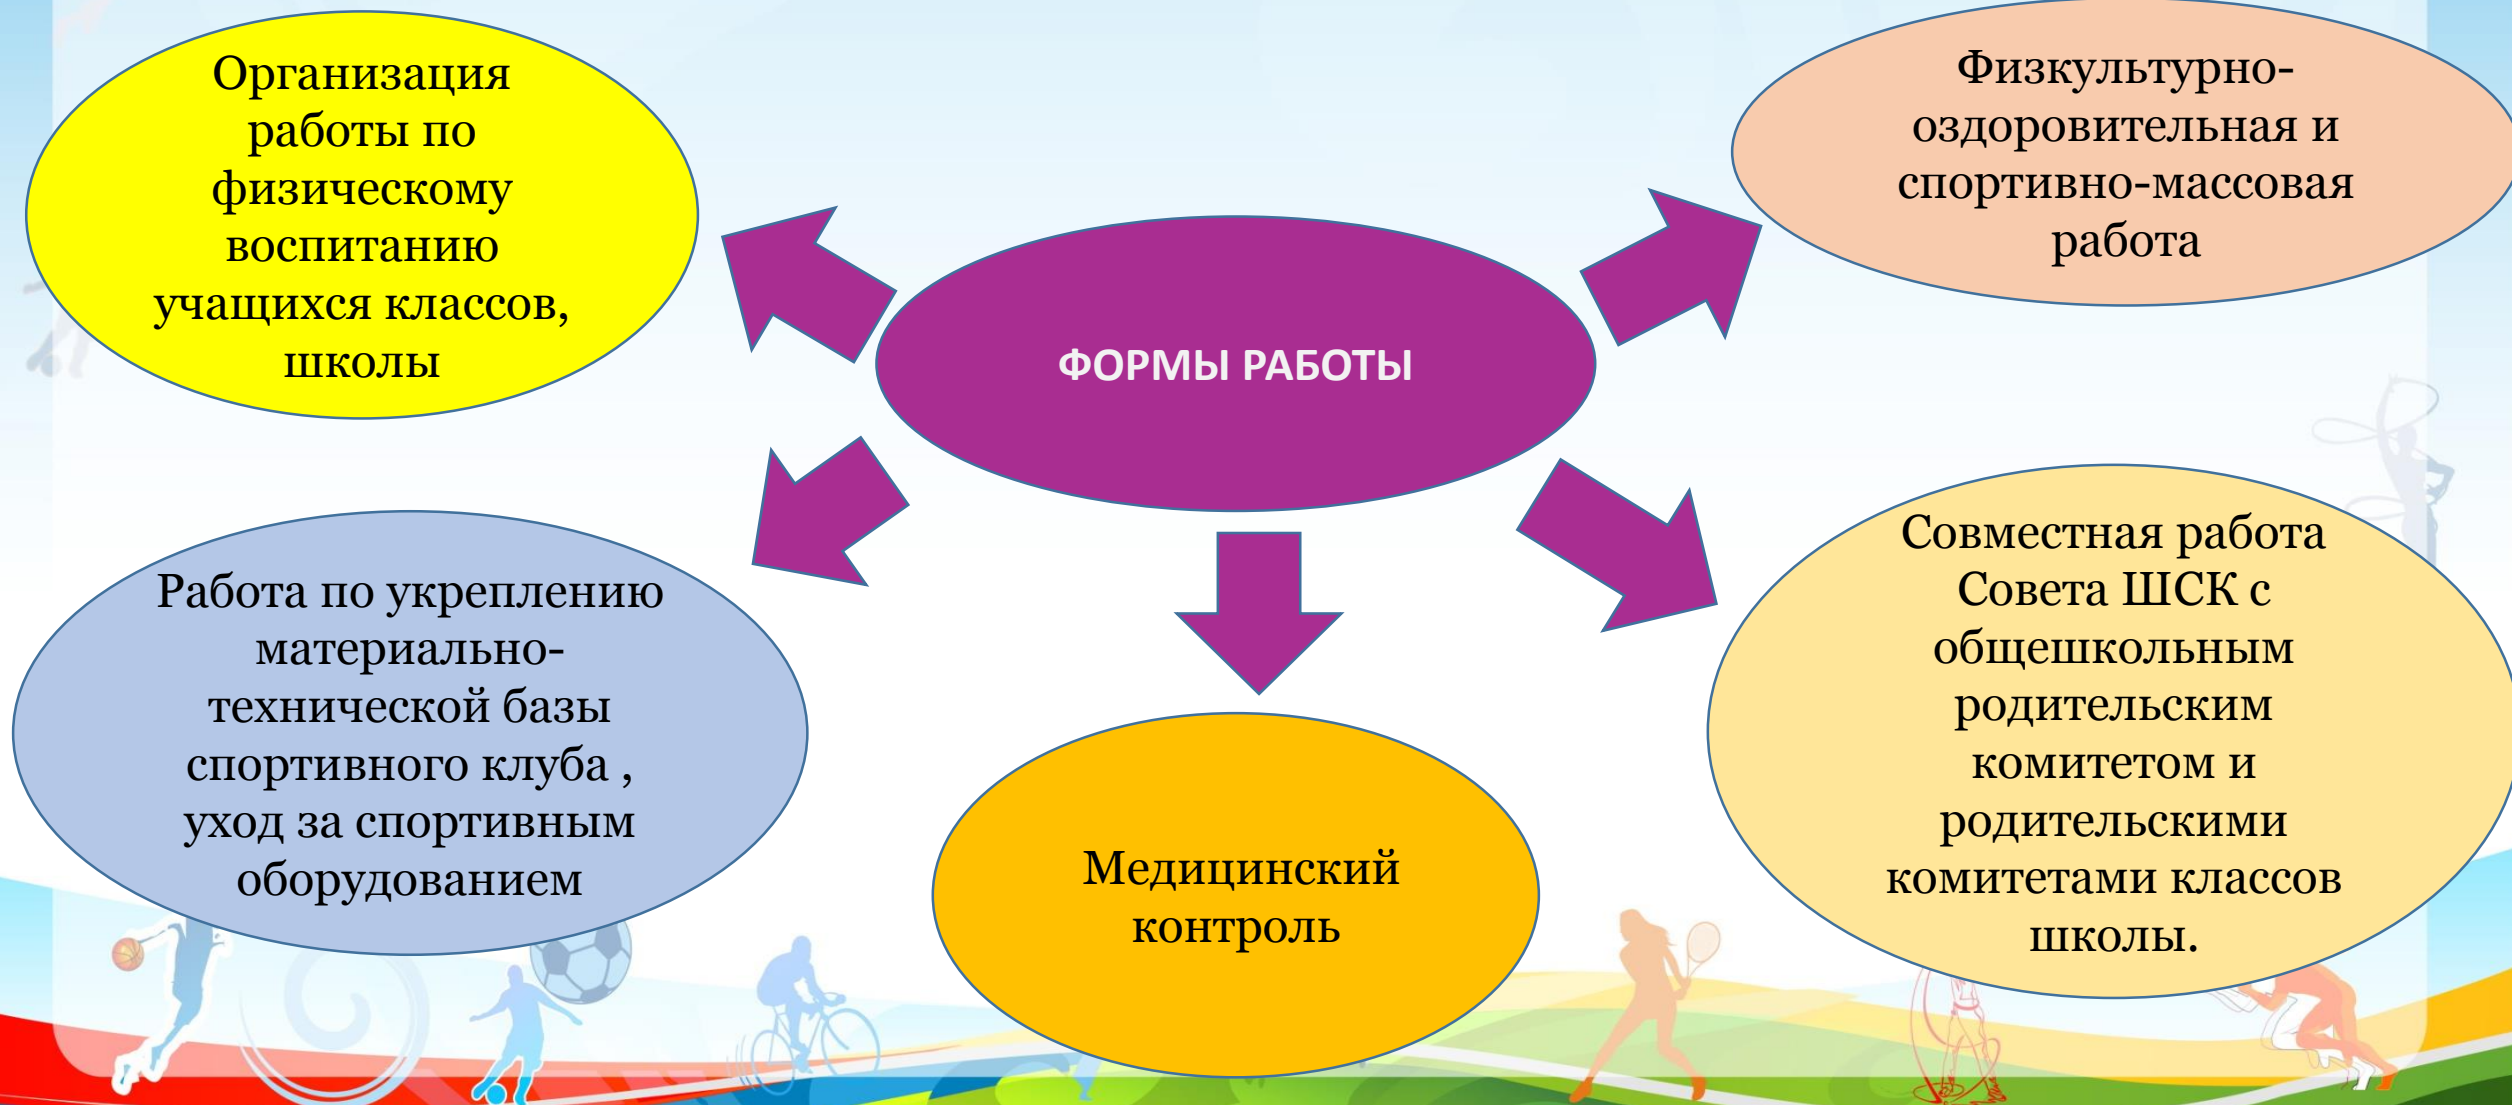 Организация
работы по
физическому
воспитанию
учащихся классов,
школы
Физкультурно-
оздоровительная и
спортивно-массовая
работа
ФОРМЫ РАБОТЫ
Работа по укреплению
материально-
технической базы
спортивного клуба ,
уход за спортивным
оборудованием
Медицинский
контроль
Совместная работа
Совета ШСК с
общешкольным
родительским
комитетом и
родительскими
комитетами классов
школы.